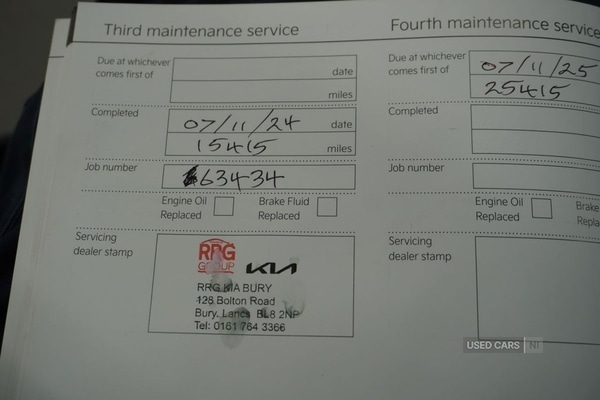 Third maintenance service
Due at whichever
comes first of
date
miles
Completed
07/11/24 date
15415 miles
Job number
63434
Engine Oil
Replaced
Brake Fluid
Replaced
Servicing
dealer stamp
RRG
GROUP
KIA
RRG KIA BURY
128 Bolton Road
Bury. Lancs BL8 2NP
Tel: 0161 764 3366
Fourth maintenance service
Due at whichever
comes first of
07/11/25
25415
Completed
Job number
Engine Oil
Replaced
Brake
Repla
Servicing
dealer stamp
USED CARS NI